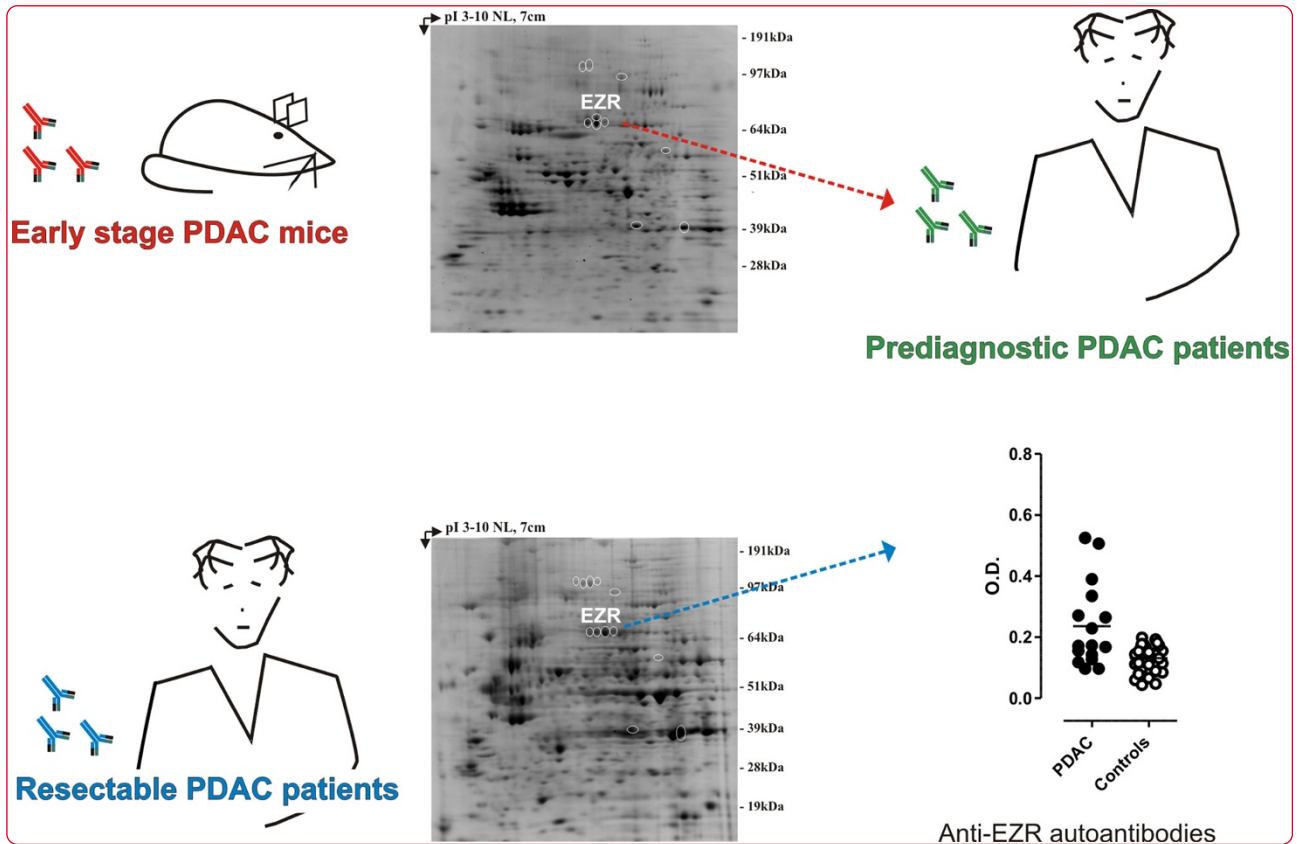 pI 3-10 NL, 7cm
- 191kDa
- 97kDa
EZR
- 64kDa
- 51kDa
- 39kDa
- 28kDa
Early stage PDAC mice
Prediagnostic PDAC patients
pI 3-10 NL, 7cm
- 191kDa
- 97kDa
EZR
- 64kDa
- 51kDa
- 39kDa
- 28kDa
- 19kDa
Resectable PDAC patients
0.8
0.6
0.4
0.2
0.0
O.D.
PDAC
Controls
Anti-EZR autoantibodies